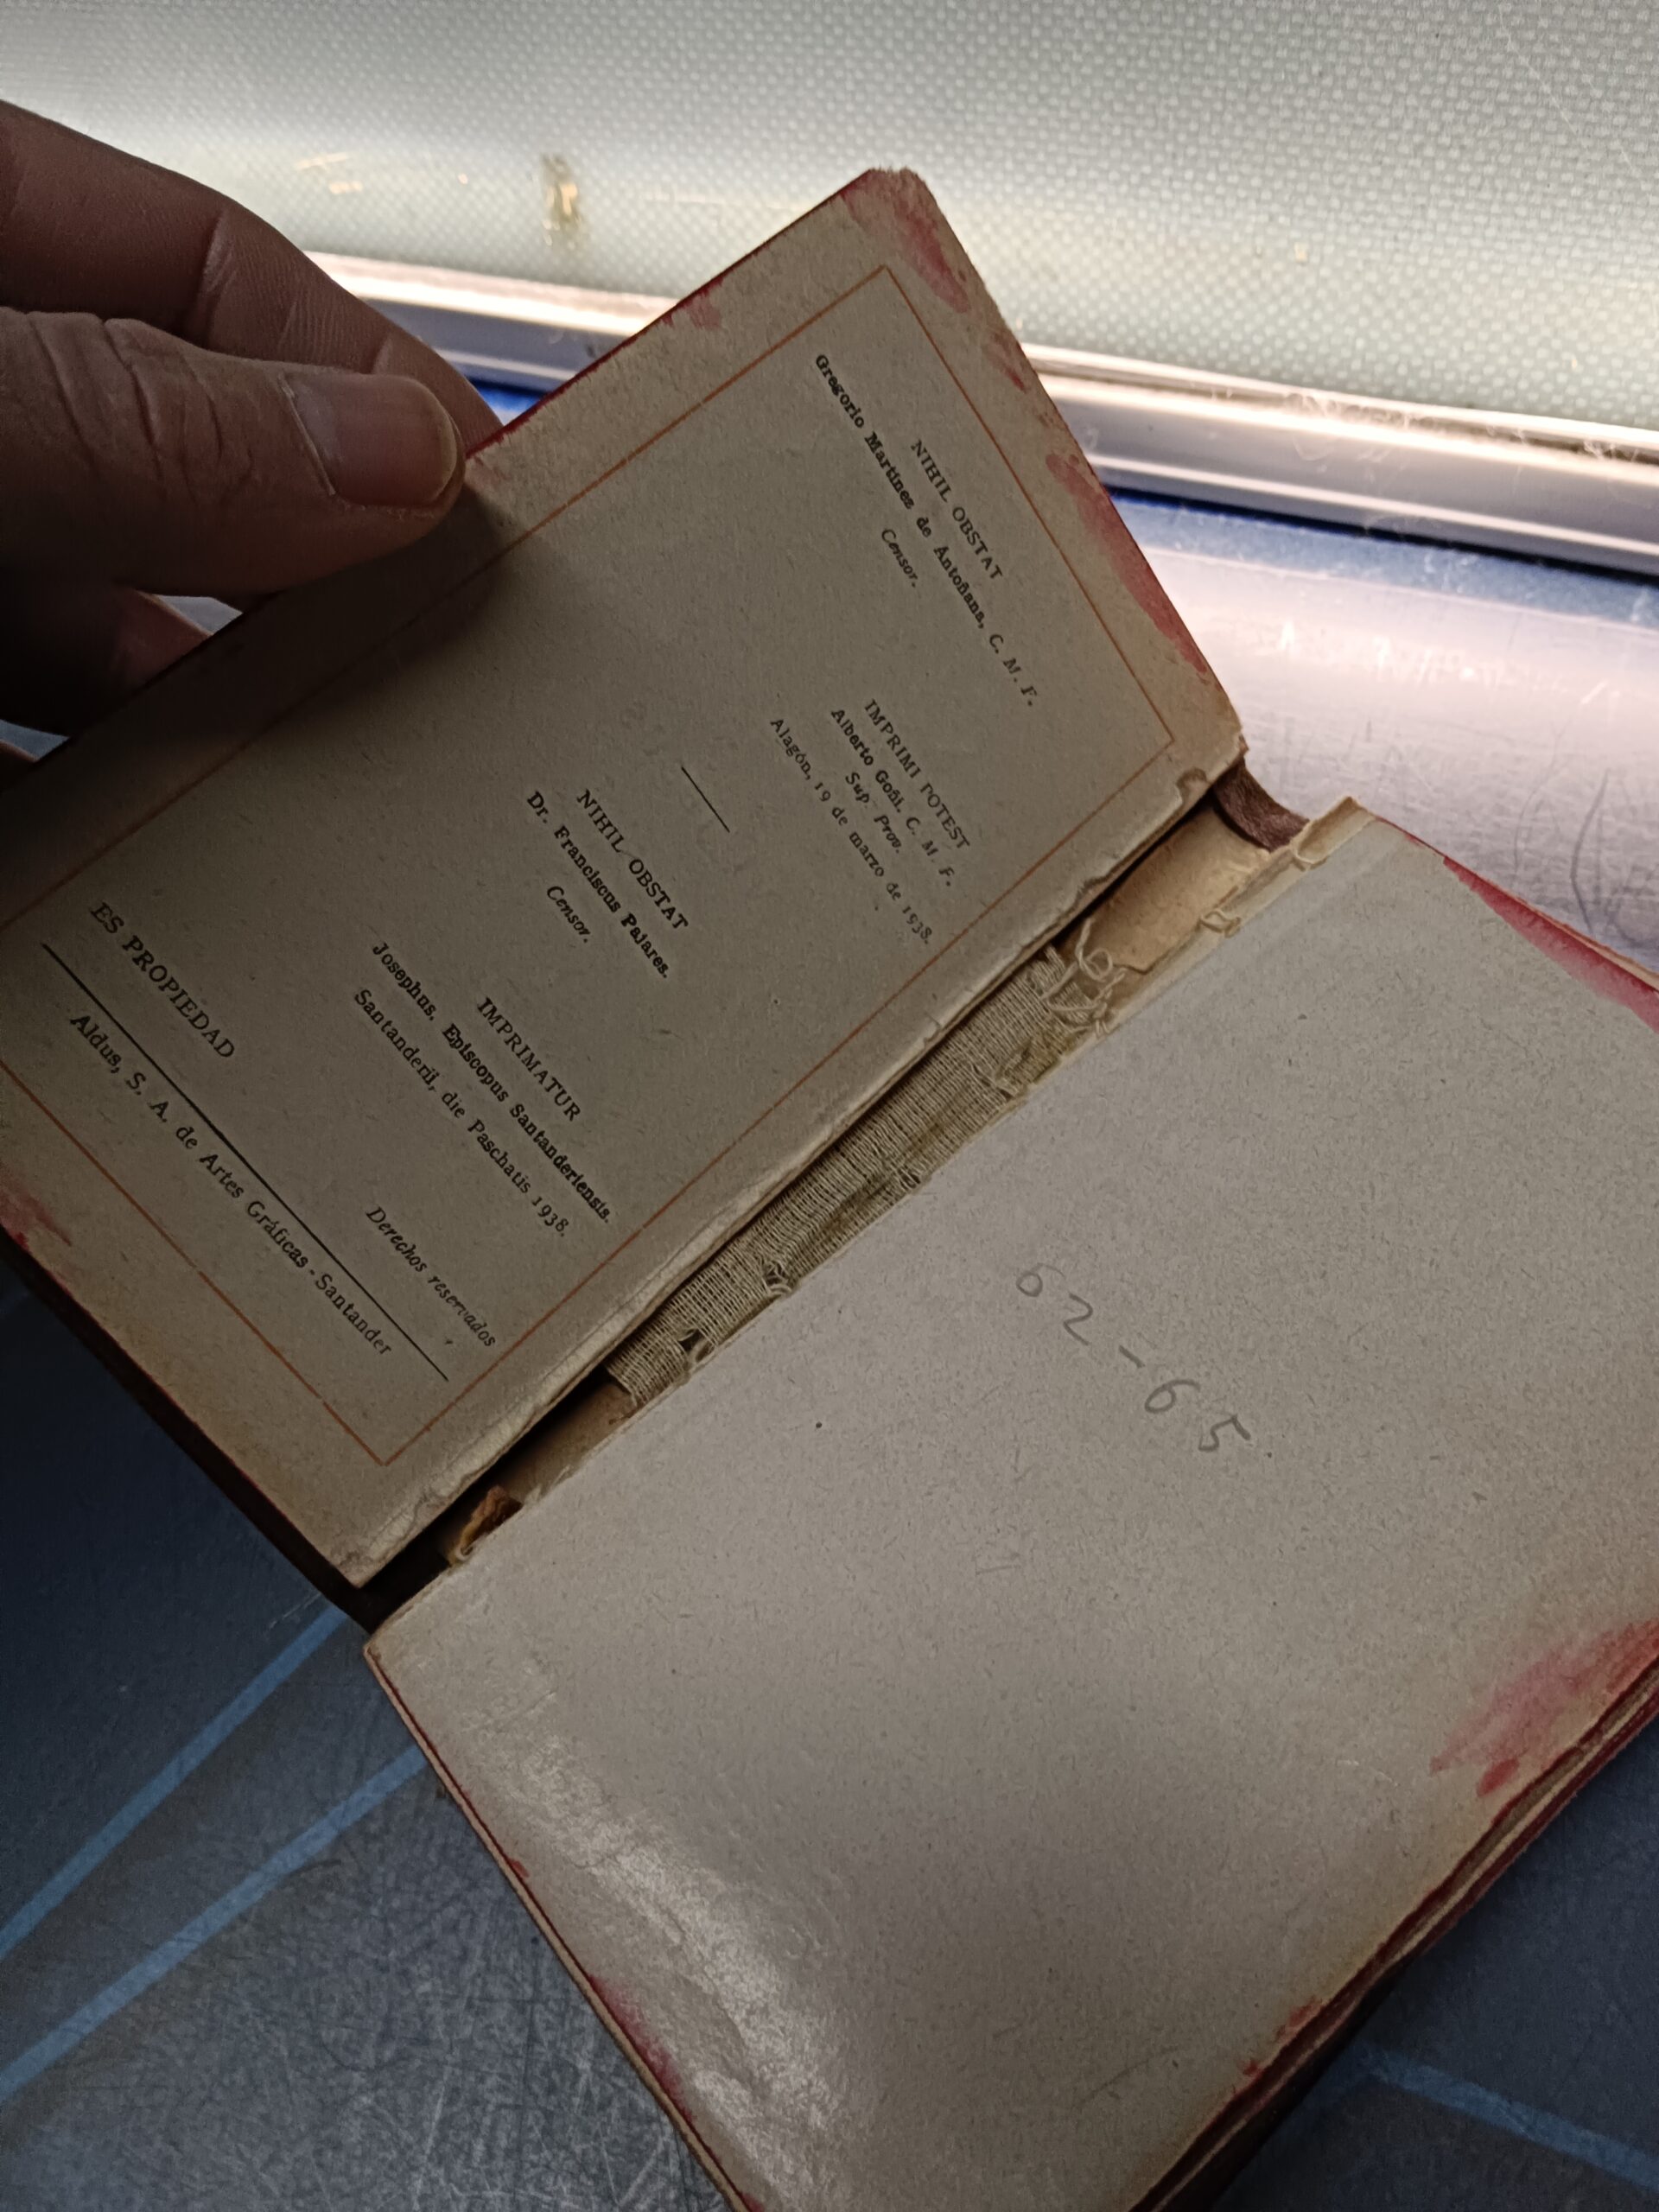 NIHIL OBSTAT
Gregorio Martínez de Antoñana, C. M. F.
Censor.
IMPRIMI POTEST
Alberto Goñi, C. M. F.
Sup. Prov.
Alagón, 19 de marzo de 1938.
NIHIL OBSTAT
Dr. Franciscus Pajares.
Censor.
IMPRIMATUR
Josephus, Episcopus Santanderiensis.
Santanderii, die Paschatis 1938.
ES PROPIEDAD
Derechos reservados
Aldus, S. A. de Artes Gráficas - Santander
62-65